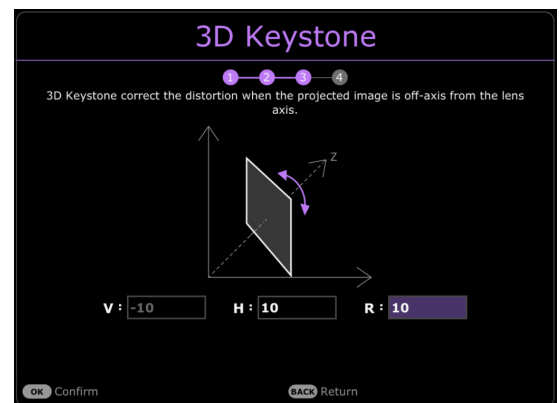 3D Keystone
1 2 3 4
3D Keystone correct the distortion when the projected image is off-axis from the lens
axis.
Z
V : -10 H : 10 R : 10
OK Confirm BACK Return